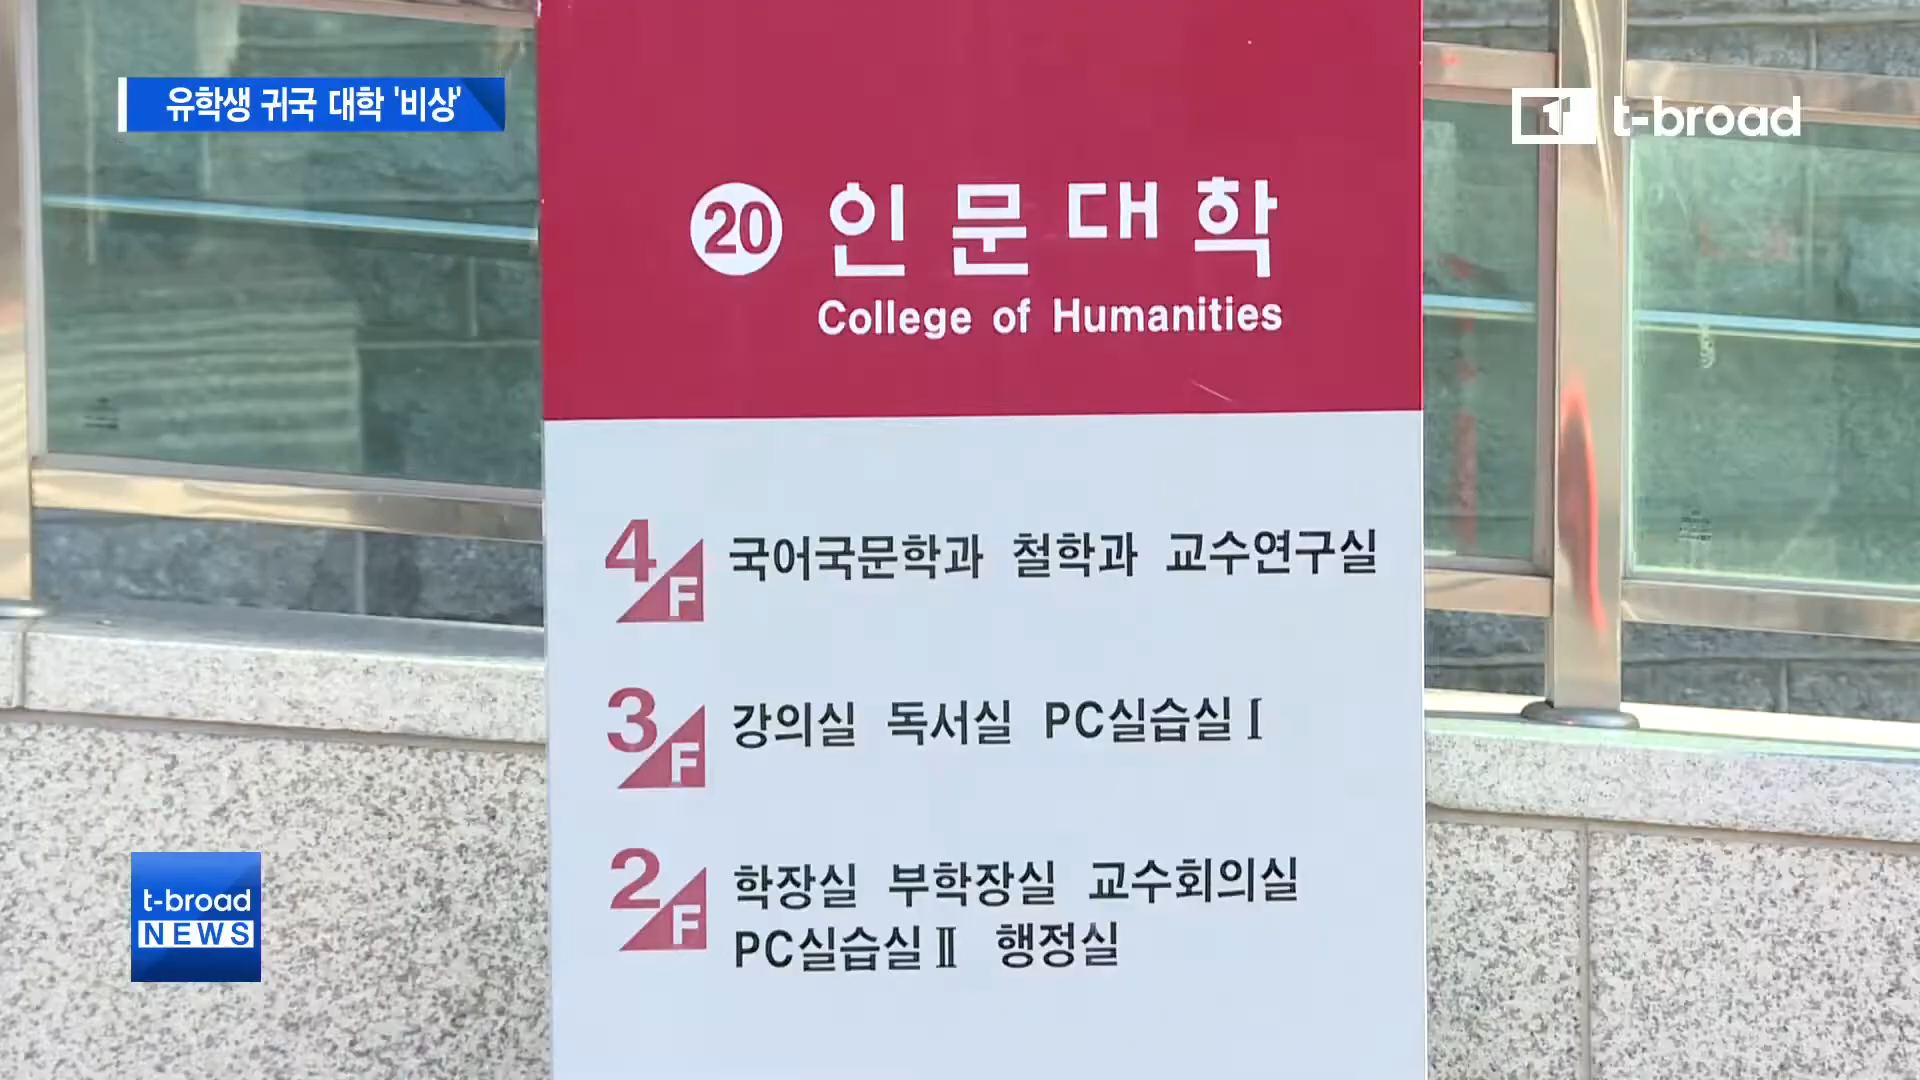 유학생 귀국 대학 '비상'
1 t-broad
20 인문대학
College of Humanities
4F 국어국문학과 철학과 교수연구실
3F 강의실 독서실 PC실습실 Ⅰ
2F 학장실 부학장실 교수회의실
PC실습실 Ⅱ 행정실
t-broad
NEWS